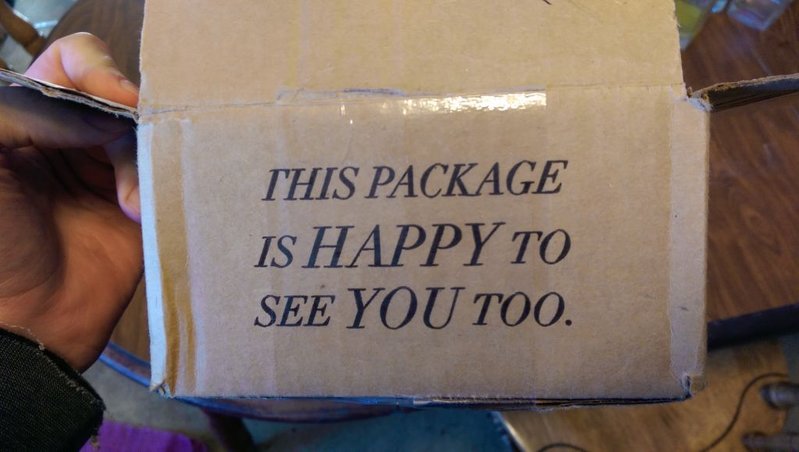 THIS PACKAGE
IS HAPPY TO
SEE YOU TOO.